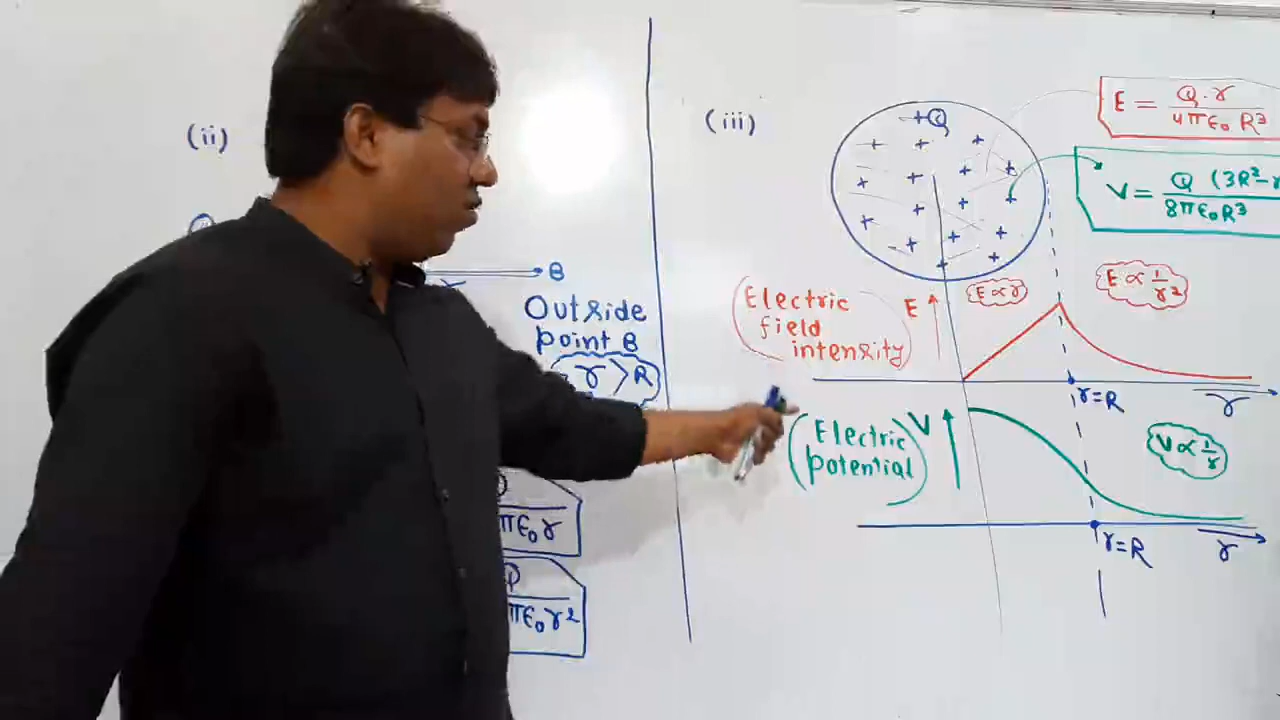 (ii)
B
Outside
point B
r > R
πε₀r
πε₀r²
(iii)
+Q
E = Q.r / 4πε₀R³
V = Q (3R²-r / 8πε₀R³
(Electric
field
intensity)
E
E ∝ r
E ∝ 1/r²
r=R
r
(Electric
potential)
V
V ∝ 1/r
r=R
r